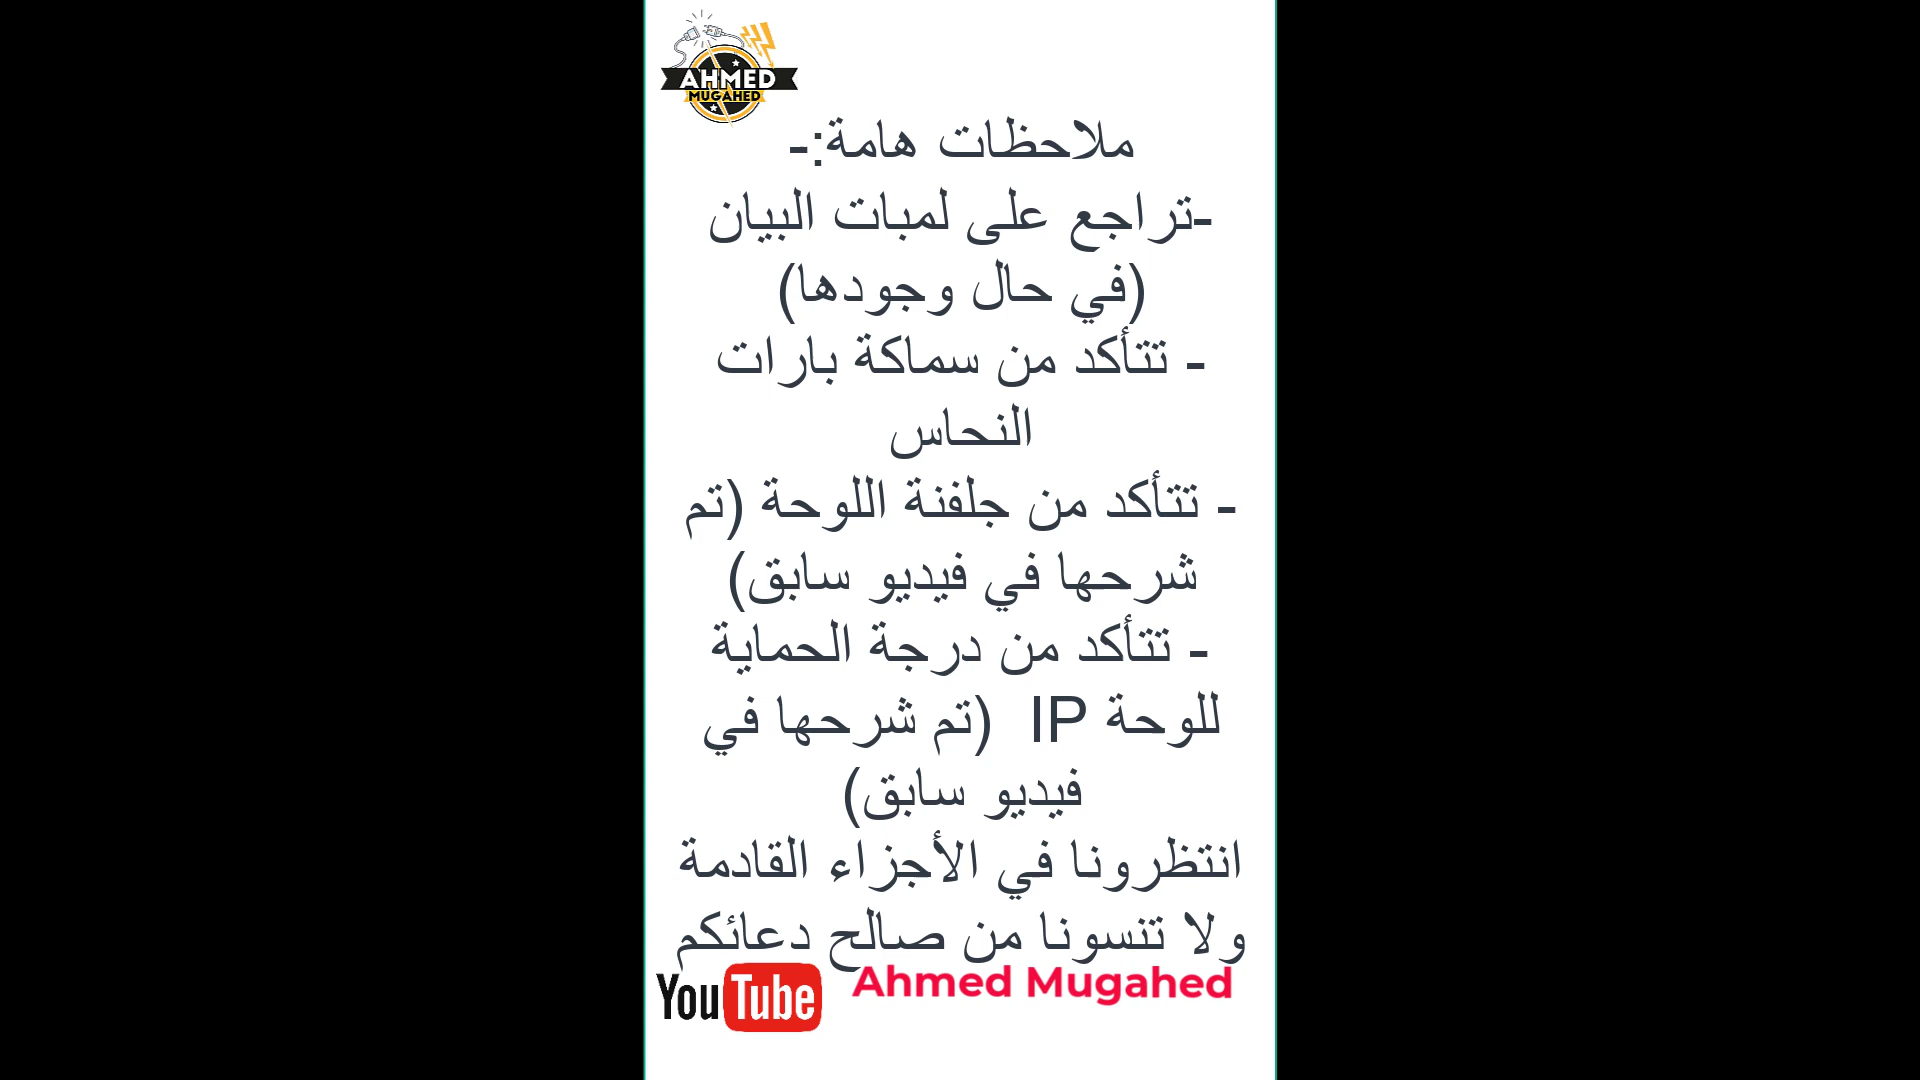 AHMED
MUGAHED
ملاحظات هامة:-
-تراجع على لمبات البيان
(في حال وجودها)
- تتأكد من سماكة بارات
النحاس
- تتأكد من جلفنة اللوحة (تم
شرحها في فيديو سابق)
- تتأكد من درجة الحماية
للوحة IP (تم شرحها في
فيديو سابق)
انتظرونا في الأجزاء القادمة
ولا تنسونا من صالح دعائكم
YouTube Ahmed Mugahed